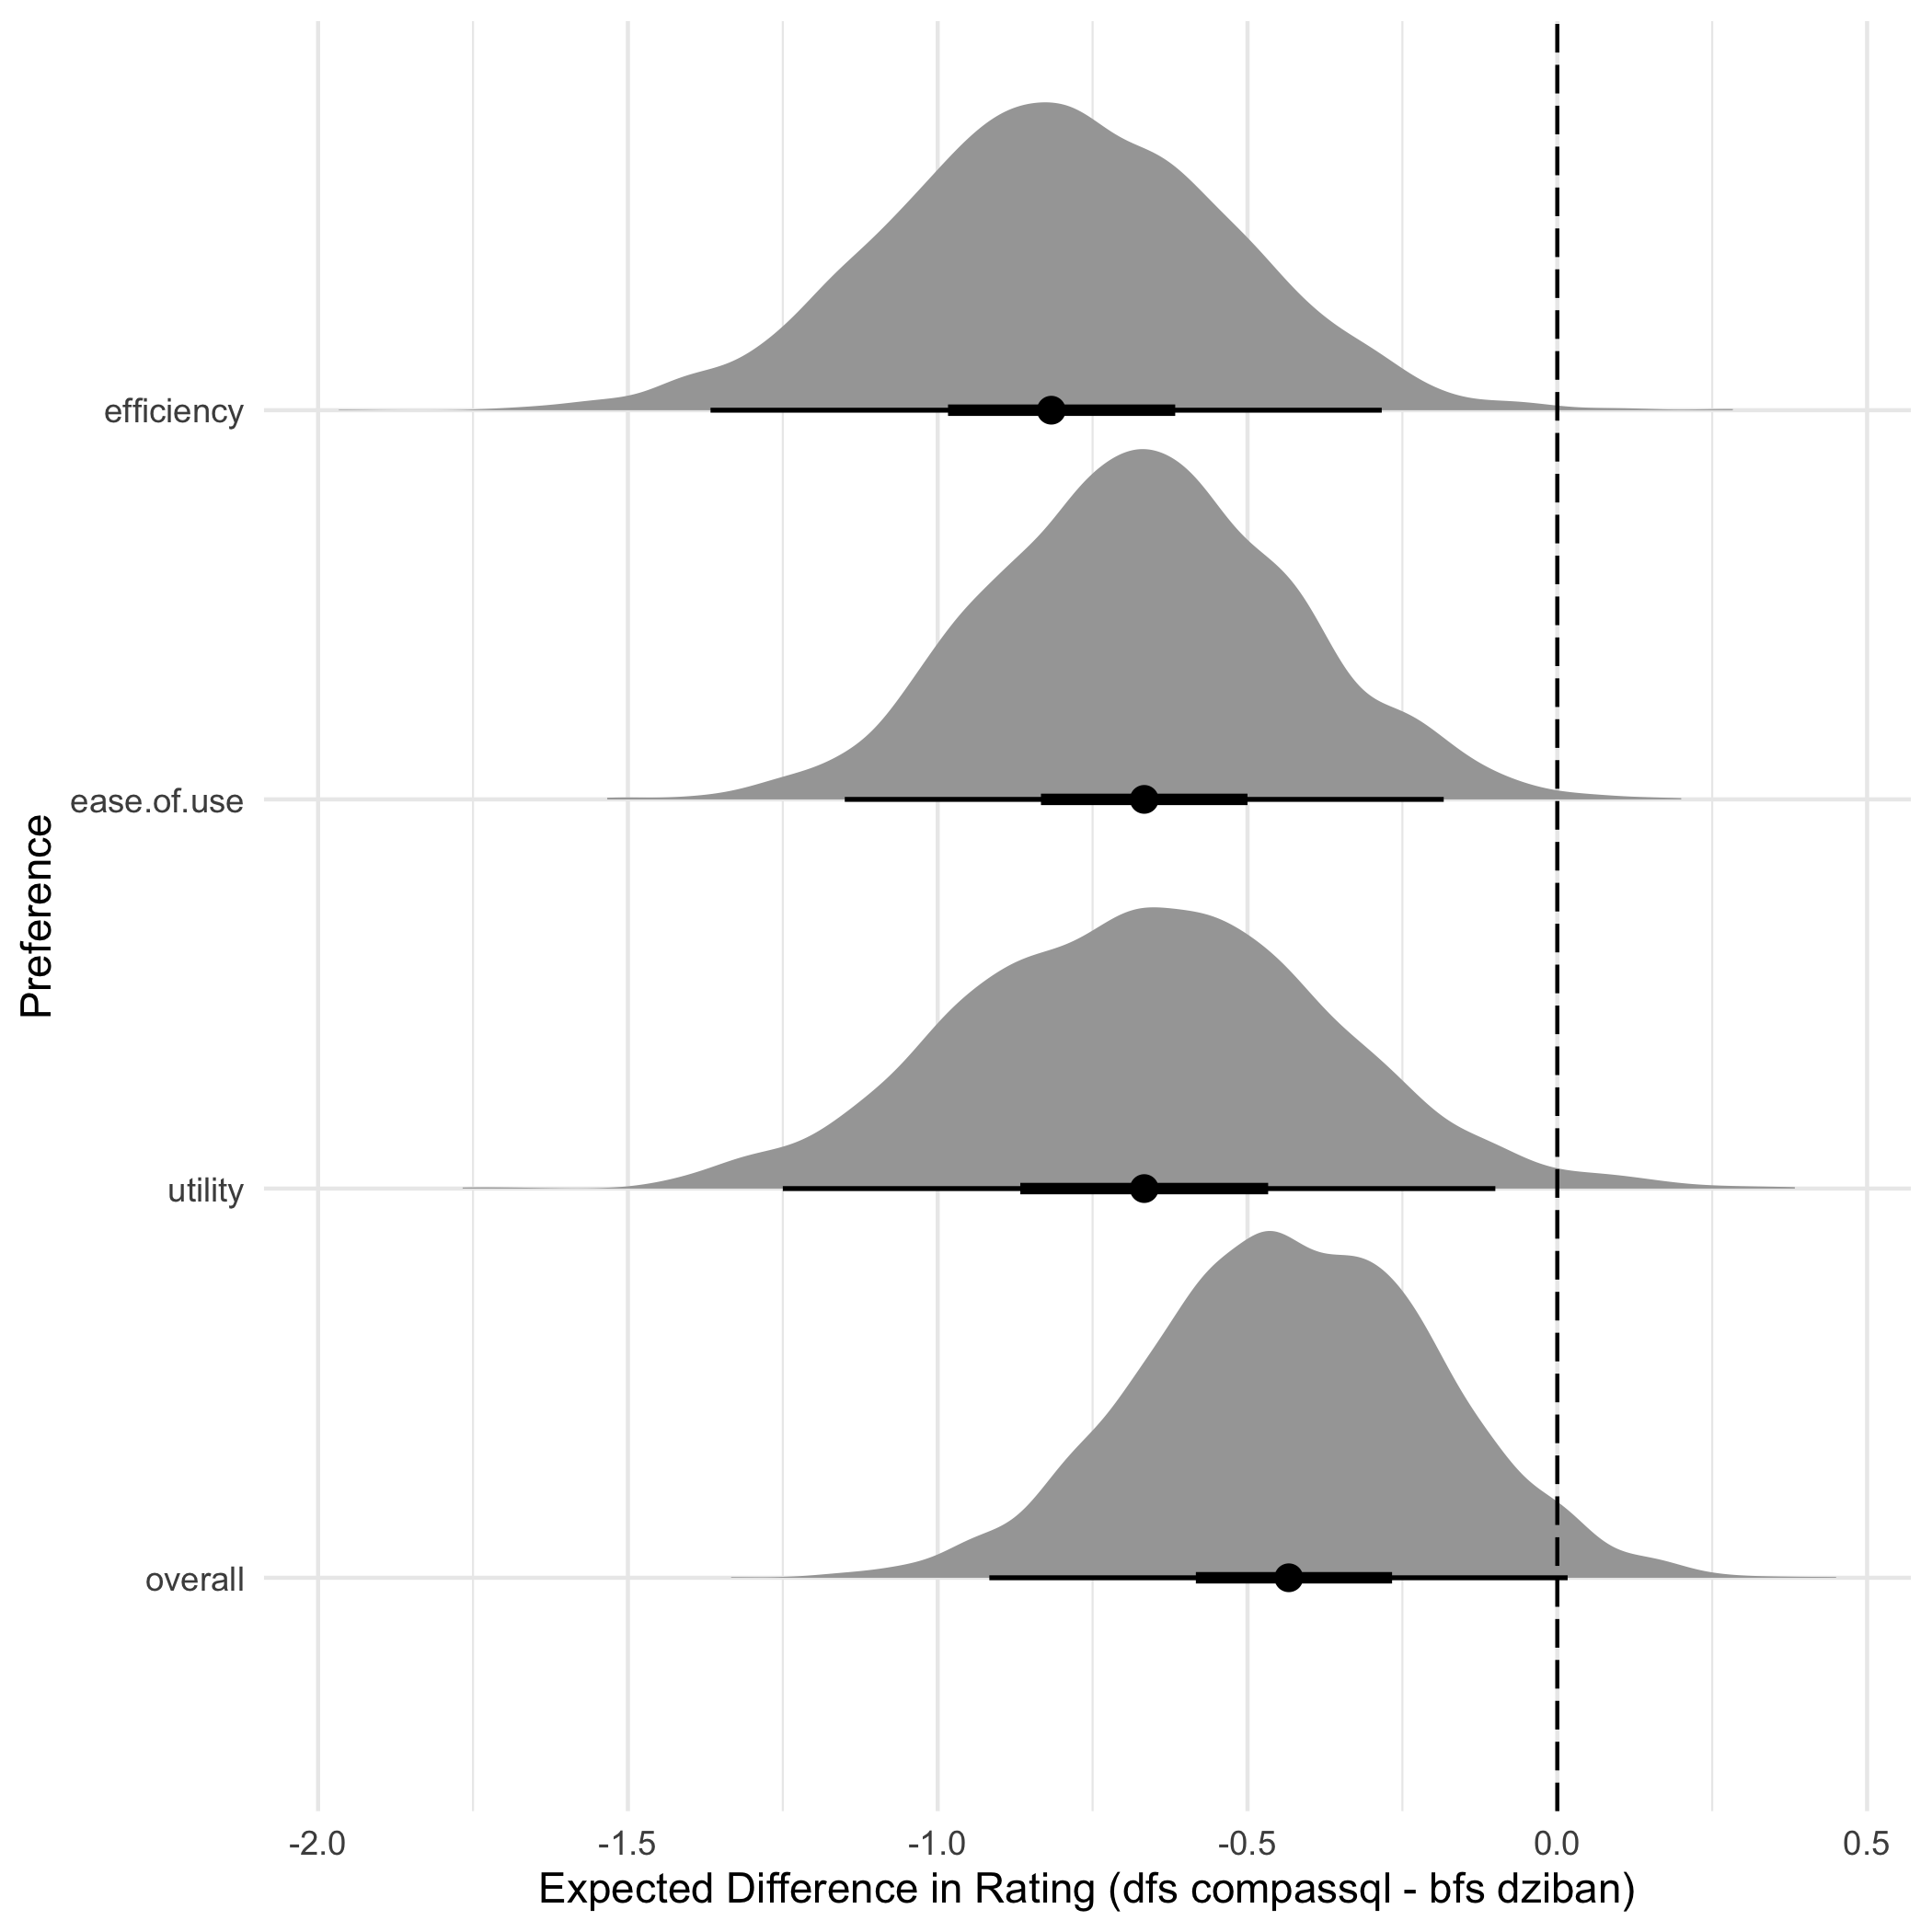 efficiency
ease.of.use
utility
overall
Preference
-2.0 -1.5 -1.0 -0.5 0.0 0.5
Expected Difference in Rating (dfs compassql - bfs dziban)